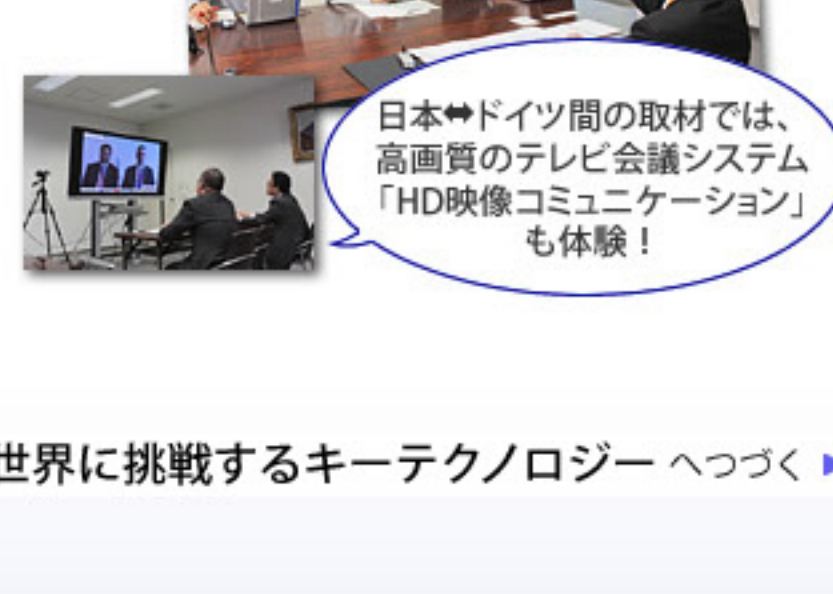 日本⬌ドイツ間の取材では、
高画質のテレビ会議システム
「HD映像コミュニケーション」
も体験！
世界に挑戦するキーテクノロジー へつづく ▶